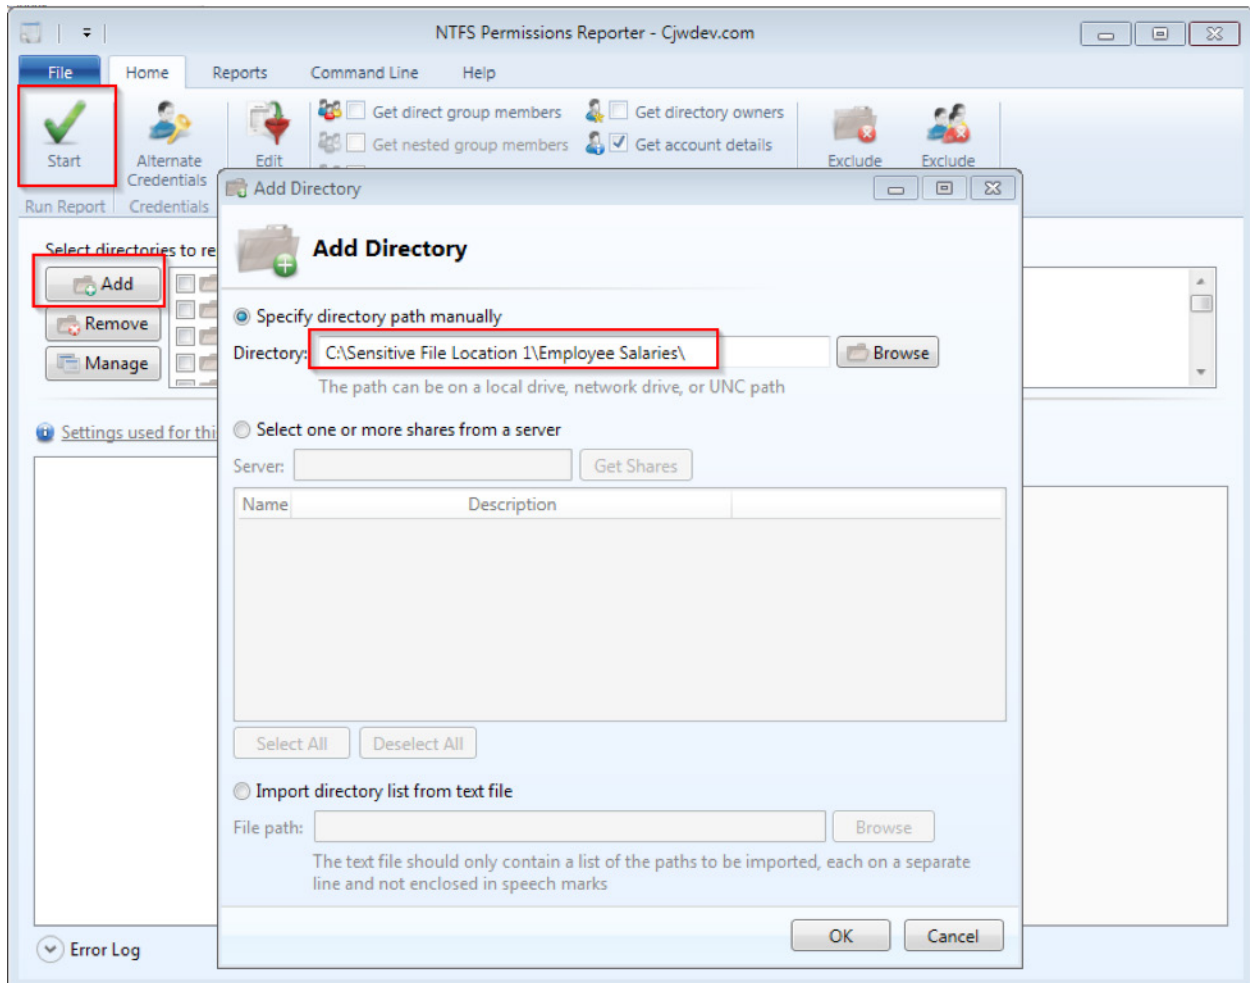 NTFS Permissions Reporter - Cjwdev.com
File Home Reports Command Line Help
Get direct group members Get directory owners
Get nested group members Get account details
Start Alternate Credentials Edit Exclude Exclude
Run Report Credentials
Select directories to re
Add
Remove
Manage
Settings used for thi
Error Log
Add Directory
Add Directory
Specify directory path manually
Directory: C:\Sensitive File Location 1\Employee Salaries\ Browse
The path can be on a local drive, network drive, or UNC path
Select one or more shares from a server
Server: Get Shares
Name Description
Select All Deselect All
Import directory list from text file
File path: Browse
The text file should only contain a list of the paths to be imported, each on a separate
line and not enclosed in speech marks
OK Cancel